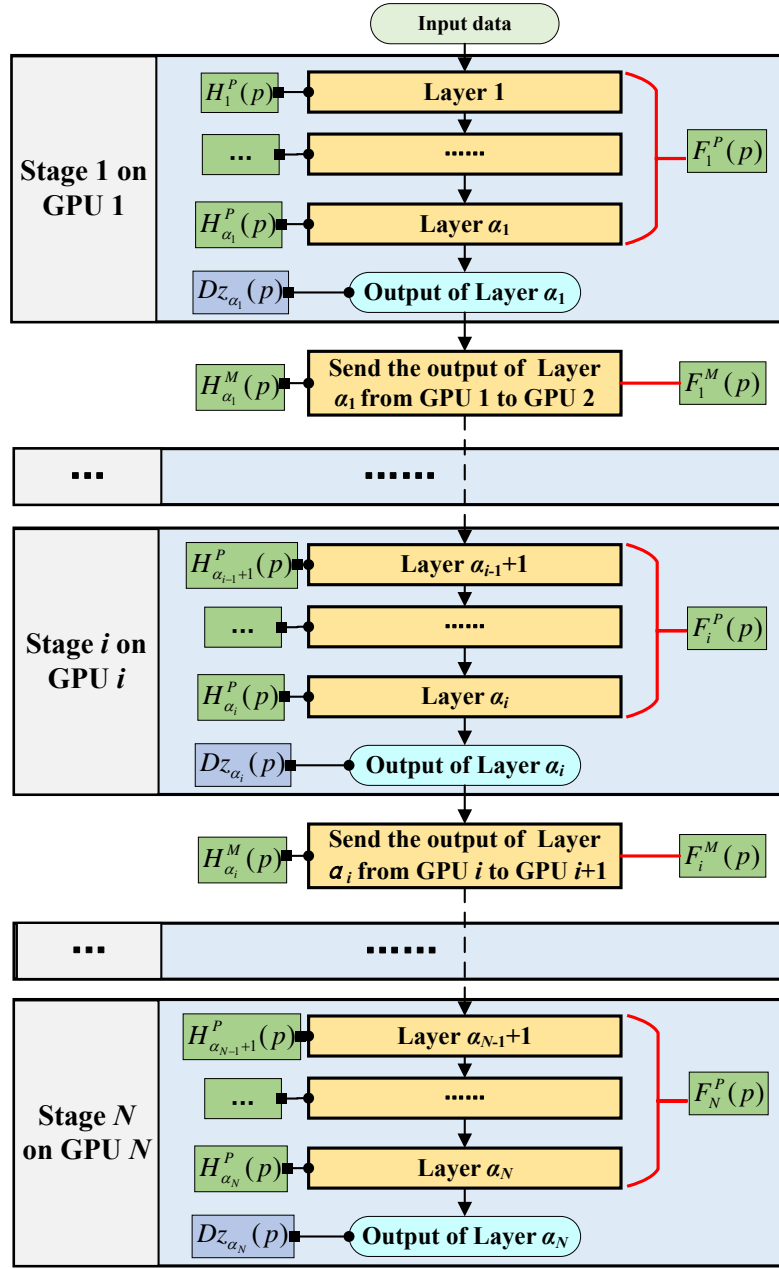 Input data
Stage 1 on
GPU 1
H_1^P(p)
Layer 1
...
......
F_1^P(p)
H_{α_1}^P(p)
Layer α_1
Dz_{α_1}(p)
Output of Layer α_1
H_{α_1}^M(p)
Send the output of Layer
α_1 from GPU 1 to GPU 2
F_1^M(p)
...
......
Stage i on
GPU i
H_{α_{i-1}+1}^P(p)
Layer α_{i-1}+1
...
......
F_i^P(p)
H_{α_i}^P(p)
Layer α_i
Dz_{α_i}(p)
Output of Layer α_i
H_{α_i}^M(p)
Send the output of Layer
α_i from GPU i to GPU i+1
F_i^M(p)
...
......
Stage N
on GPU N
H_{α_{N-1}+1}^P(p)
Layer α_{N-1}+1
...
......
F_N^P(p)
H_{α_N}^P(p)
Layer α_N
Dz_{α_N}(p)
Output of Layer α_N